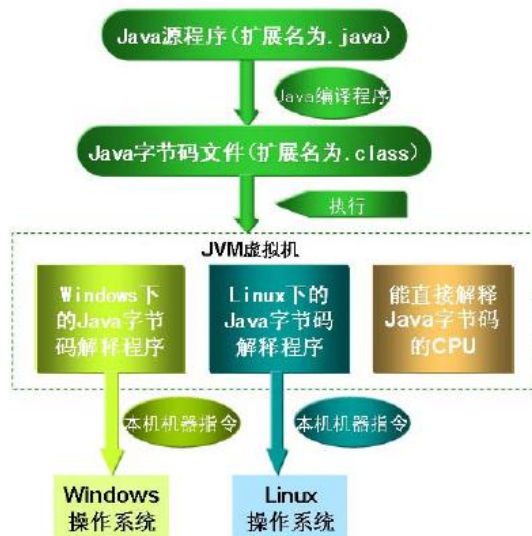 Java源程序(扩展名为.java)
Java编译程序
Java字节码文件(扩展名为.class)
执行
JVM虚拟机
Windows下
的Java字节
码解释程序
Linux下的
Java字节码
解释程序
能直接解释
Java字节码
的CPU
本机机器指令
本机机器指令
Windows
操作系统
Linux
操作系统